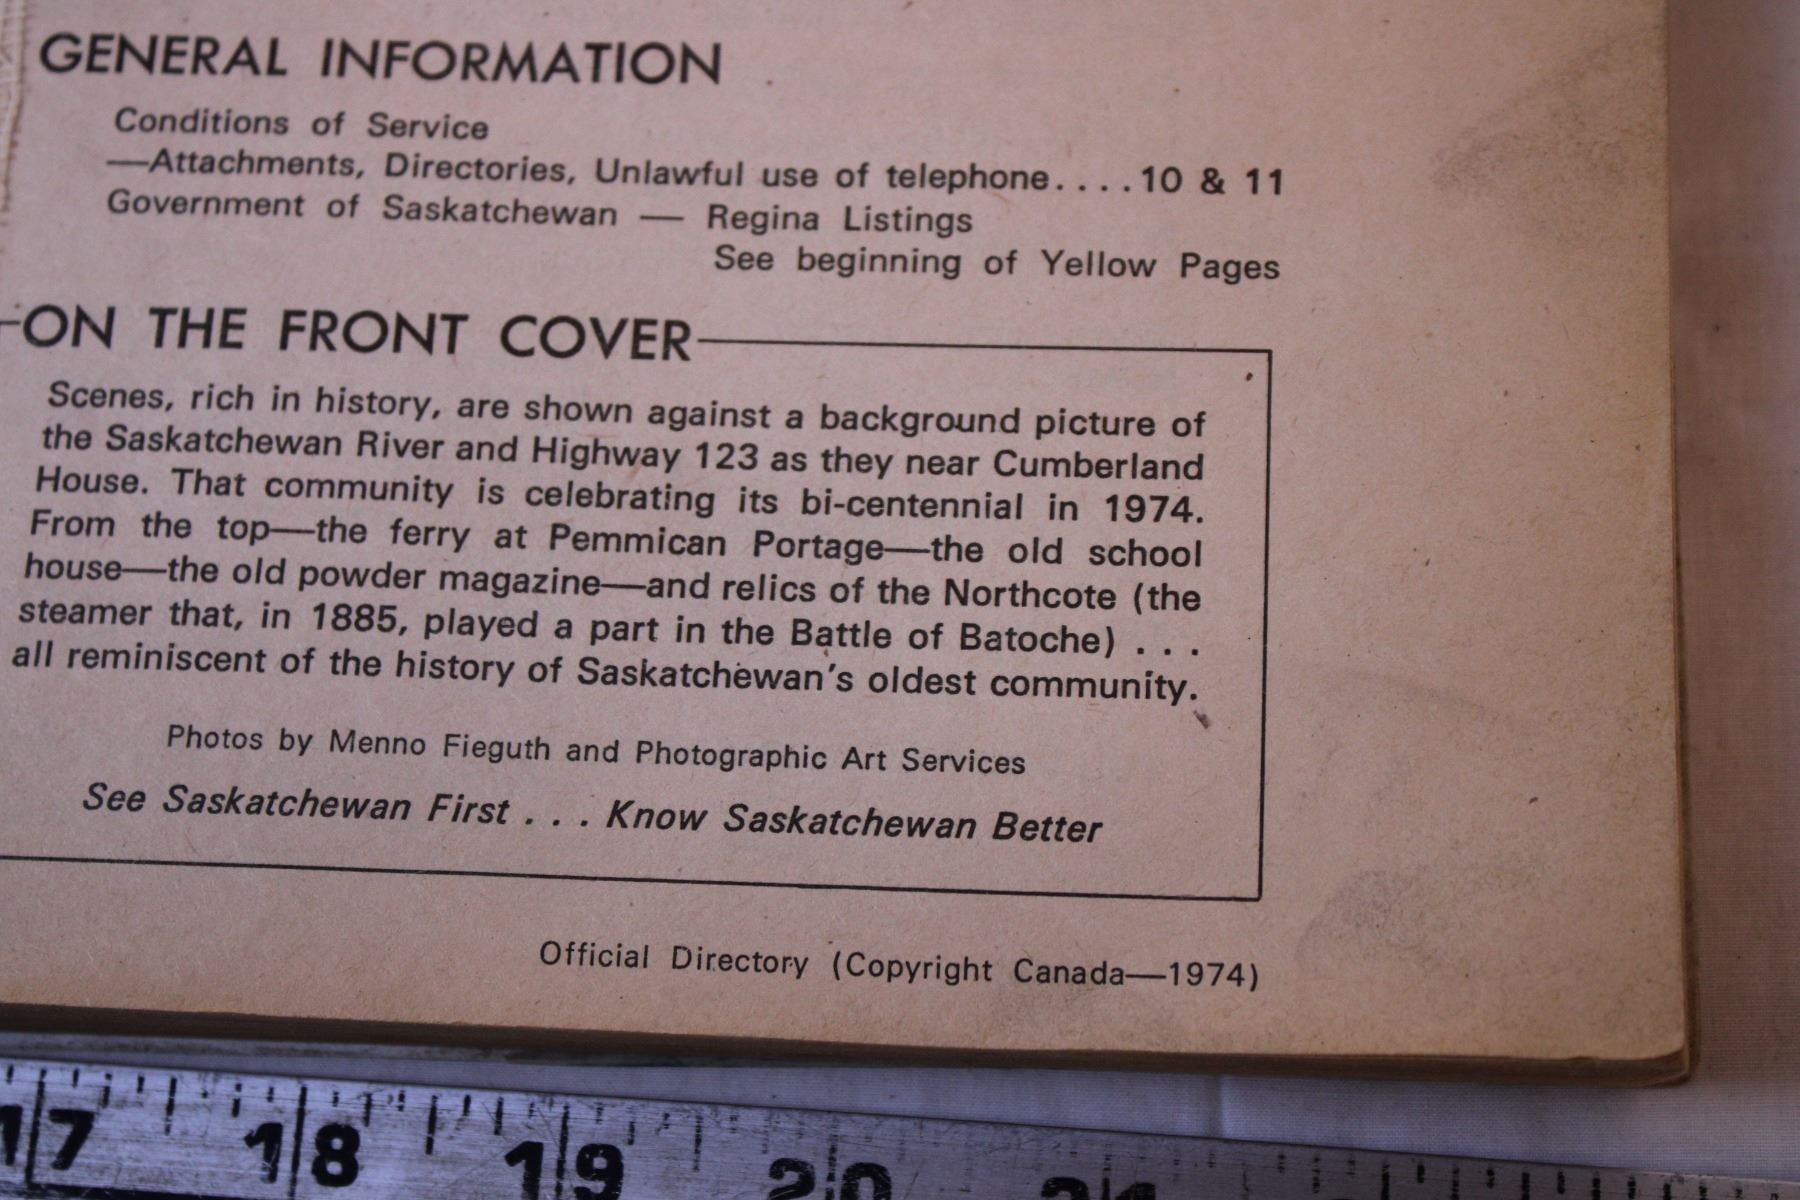 GENERAL INFORMATION
Conditions of Service
—Attachments, Directories, Unlawful use of telephone....10 & 11
Government of Saskatchewan — Regina Listings
See beginning of Yellow Pages
ON THE FRONT COVER
Scenes, rich in history, are shown against a background picture of
the Saskatchewan River and Highway 123 as they near Cumberland
House. That community is celebrating its bi-centennial in 1974.
From the top—the ferry at Pemmican Portage—the old school
house—the old powder magazine—and relics of the Northcote (the
steamer that, in 1885, played a part in the Battle of Batoche) . . .
all reminiscent of the history of Saskatchewan's oldest community.
Photos by Menno Fieguth and Photographic Art Services
See Saskatchewan First . . . Know Saskatchewan Better
Official Directory (Copyright Canada—1974)
17 18 19 20 21